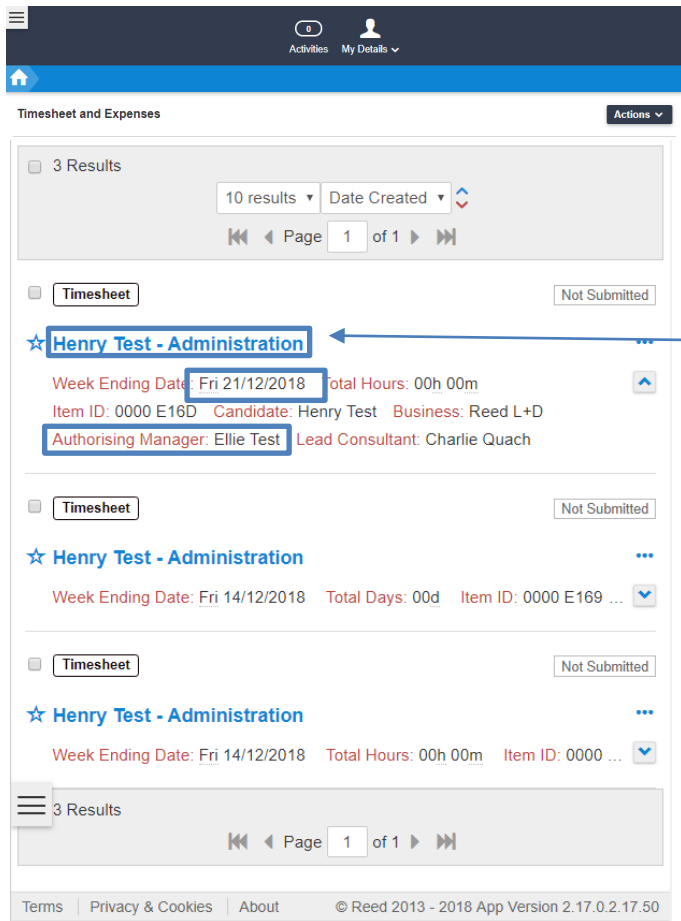 0
Activities My Details
Timesheet and Expenses
Actions
3 Results
10 results Date Created
Page 1 of 1
Timesheet Not Submitted
Henry Test - Administration
Week Ending Date: Fri 21/12/2018 Total Hours: 00h 00m
Item ID: 0000 E16D Candidate: Henry Test Business: Reed L+D
Authorising Manager: Ellie Test Lead Consultant: Charlie Quach
Timesheet Not Submitted
Henry Test - Administration
Week Ending Date: Fri 14/12/2018 Total Days: 00d Item ID: 0000 E169 ...
Timesheet Not Submitted
Henry Test - Administration
Week Ending Date: Fri 14/12/2018 Total Hours: 00h 00m Item ID: 0000 ...
3 Results
Page 1 of 1
Terms Privacy & Cookies About © Reed 2013 - 2018 App Version 2.17.0.2.17.50